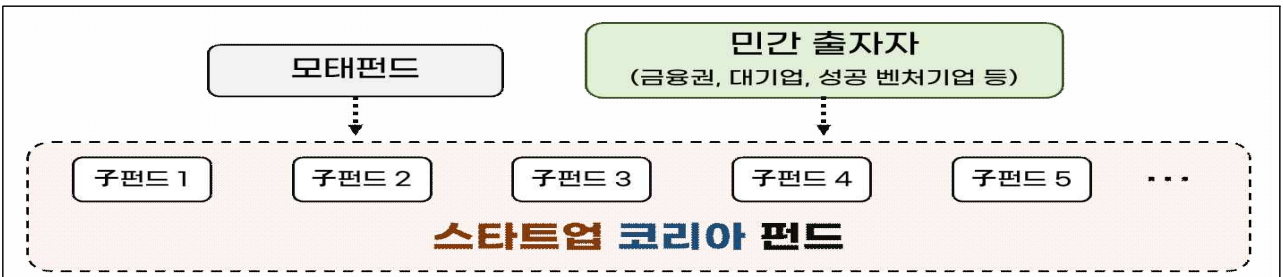 모태펀드
민간 출자자
(금융권, 대기업, 성공 벤처기업 등)
子펀드 1 子펀드 2 子펀드 3 子펀드 4 子펀드 5 ···
스타트업 코리아 펀드